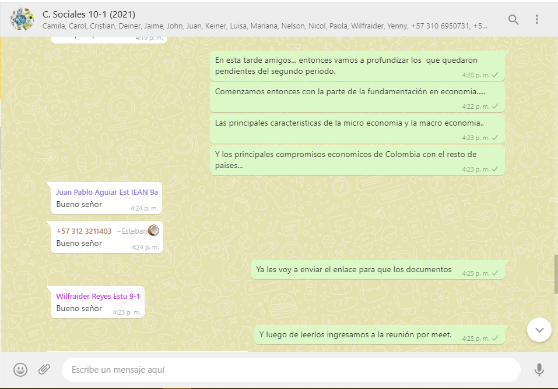 C. Sociales 10-1 (2021)
Camila, Carol, Cristian, Deiner, Jaime, John, Juan, Keiner, Luisa, Mariana, Nelson, Nicol, Paola, Wilfraider, Yenny, +57 310 6950731, +5...
4:19 p. m.
En esta tarde amigos... entonces vamos a profundizar los que quedaron
pendientes del segundo periodo.
4:20 p. m.
Comenzamos entonces con la parte de la fundamentación en economia.....
4:22 p. m.
Las principales caracteristicas de la micro economia y la macro economia..
4:23 p. m.
Y los principales compromisos economicos de Colombia con el resto de
paises...
4:23 p. m.
Juan Pablo Aguiar Est IEAN 9a
Bueno señor
4:24 p. m.
+57 312 3211403 ~Esteban
Bueno señor
4:24 p. m.
Ya les voy a enviar el enlace para que los documentos
4:25 p. m.
Wilfraider Reyes Estu 9-1
Bueno señor
4:25 p. m.
Y luego de leerlos ingresamos a la reunión por meet.
4:25 p. m.
Escribe un mensaje aquí